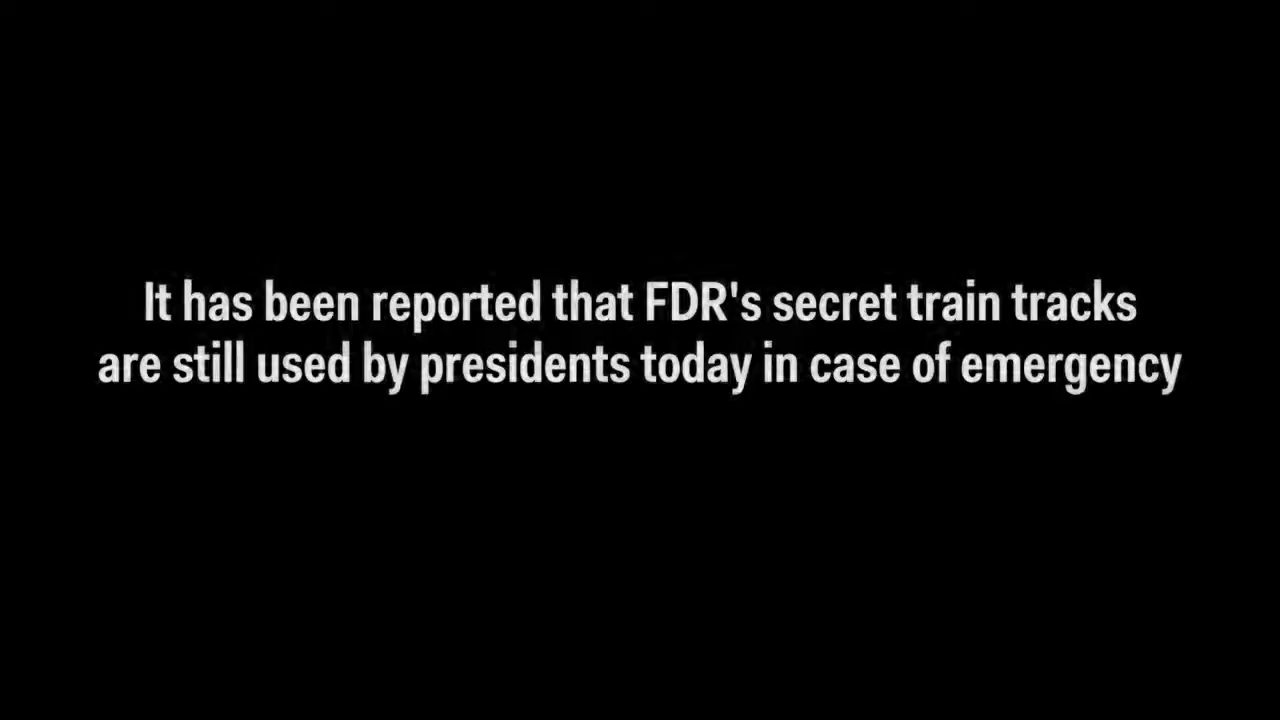 It has been reported that FDR's secret train tracks
are still used by presidents today in case of emergency